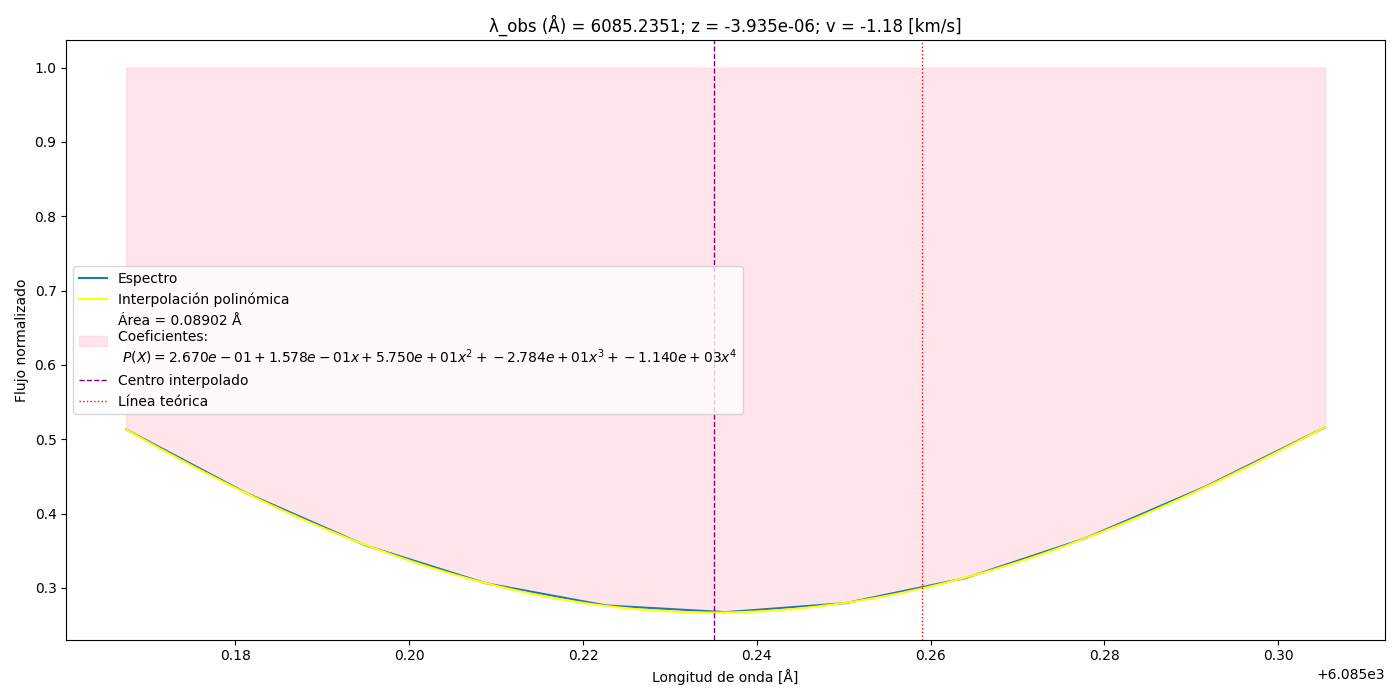 λ_obs (Å) = 6085.2351; z = -3.935e-06; v = -1.18 [km/s]
1.0
0.9
0.8
0.7
0.6
0.5
0.4
0.3
Flujo normalizado
Espectro
Interpolación polinómica
Área = 0.08902 Å
Coeficientes:
P(X) = 2.670e − 01 + 1.578e − 01x + 5.750e + 01x² + −2.784e + 01x³ + −1.140e + 03x⁴
Centro interpolado
Línea teórica
0.18 0.20 0.22 0.24 0.26 0.28 0.30
+6.085e3
Longitud de onda [Å]